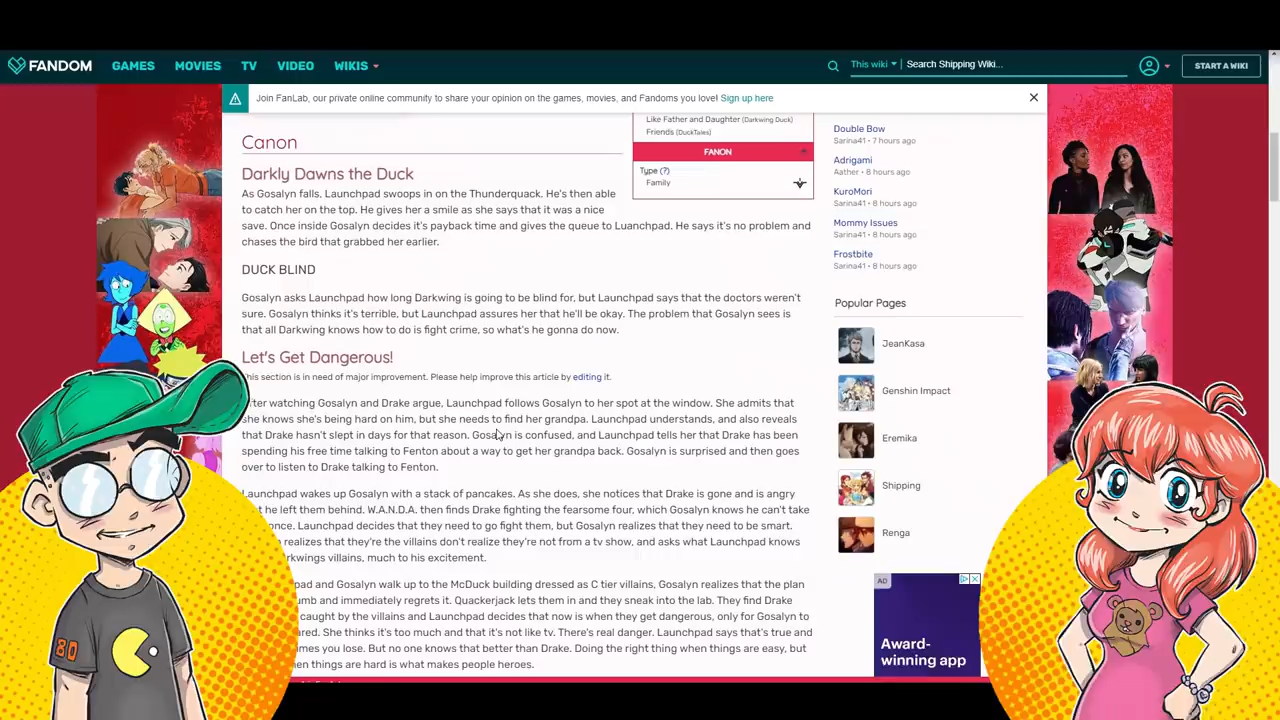 FANDOM GAMES MOVIES TV VIDEO WIKIS This wiki Search Shipping Wiki... START A WIKI
Join FanLab, our private online community to share your opinion on the games, movies, and Fandoms you love! Sign up here
Like Father and Daughter (Darkwing Duck)
Friends (DuckTales)
FANON
Type (?)
Family
Canon
Darkly Dawns the Duck
As Gosalyn falls, Launchpad swoops in on the Thunderquack. He's then able
to catch her on the top. He gives her a smile as she says that it was a nice
save. Once inside Gosalyn decides it's payback time and gives the queue to Luanchpad. He says it's no problem and
chases the bird that grabbed her earlier.
DUCK BLIND
Gosalyn asks Launchpad how long Darkwing is going to be blind for, but Launchpad says that the doctors weren't
sure. Gosalyn thinks it's terrible, but Launchpad assures her that he'll be okay. The problem that Gosalyn sees is
that all Darkwing knows how to do is fight crime, so what's he gonna do now.
Let's Get Dangerous!
This section is in need of major improvement. Please help improve this article by editing it.
fter watching Gosalyn and Drake argue, Launchpad follows Gosalyn to her spot at the window. She admits that
she knows she's being hard on him, but she needs to find her grandpa. Launchpad understands, and also reveals
that Drake hasn't slept in days for that reason. Gosalyn is confused, and Launchpad tells her that Drake has been
spending his free time talking to Fenton about a way to get her grandpa back. Gosalyn is surprised and then goes
over to listen to Drake talking to Fenton.
Launchpad wakes up Gosalyn with a stack of pancakes. As she does, she notices that Drake is gone and is angry
he left them behind. W.A.N.D.A. then finds Drake fighting the fearsome four, which Gosalyn knows he can't take
once. Launchpad decides that they need to go fight them, but Gosalyn realizes that they need to be smart.
realizes that they're the villains don't realize they're not from a tv show, and asks what Launchpad knows
arkwings villains, much to his excitement.
pad and Gosalyn walk up to the McDuck building dressed as C tier villains, Gosalyn realizes that the plan
umb and immediately regrets it. Quackerjack lets them in and they sneak into the lab. They find Drake
caught by the villains and Launchpad decides that now is when they get dangerous, only for Gosalyn to
red. She thinks it's too much and that it's not like tv. There's real danger. Launchpad says that's true and
mes you lose. But no one knows that better than Drake. Doing the right thing when things are easy, but
en things are hard is what makes people heroes.
Double Bow
Sarina41 • 7 hours ago
Adrigami
Aather • 8 hours ago
KuroMori
Sarina41 • 8 hours ago
Mommy Issues
Sarina41 • 8 hours ago
Frostbite
Sarina41 • 8 hours ago
Popular Pages
JeanKasa
Genshin Impact
Eremika
Shipping
Renga
AD
Award-
winning app
80